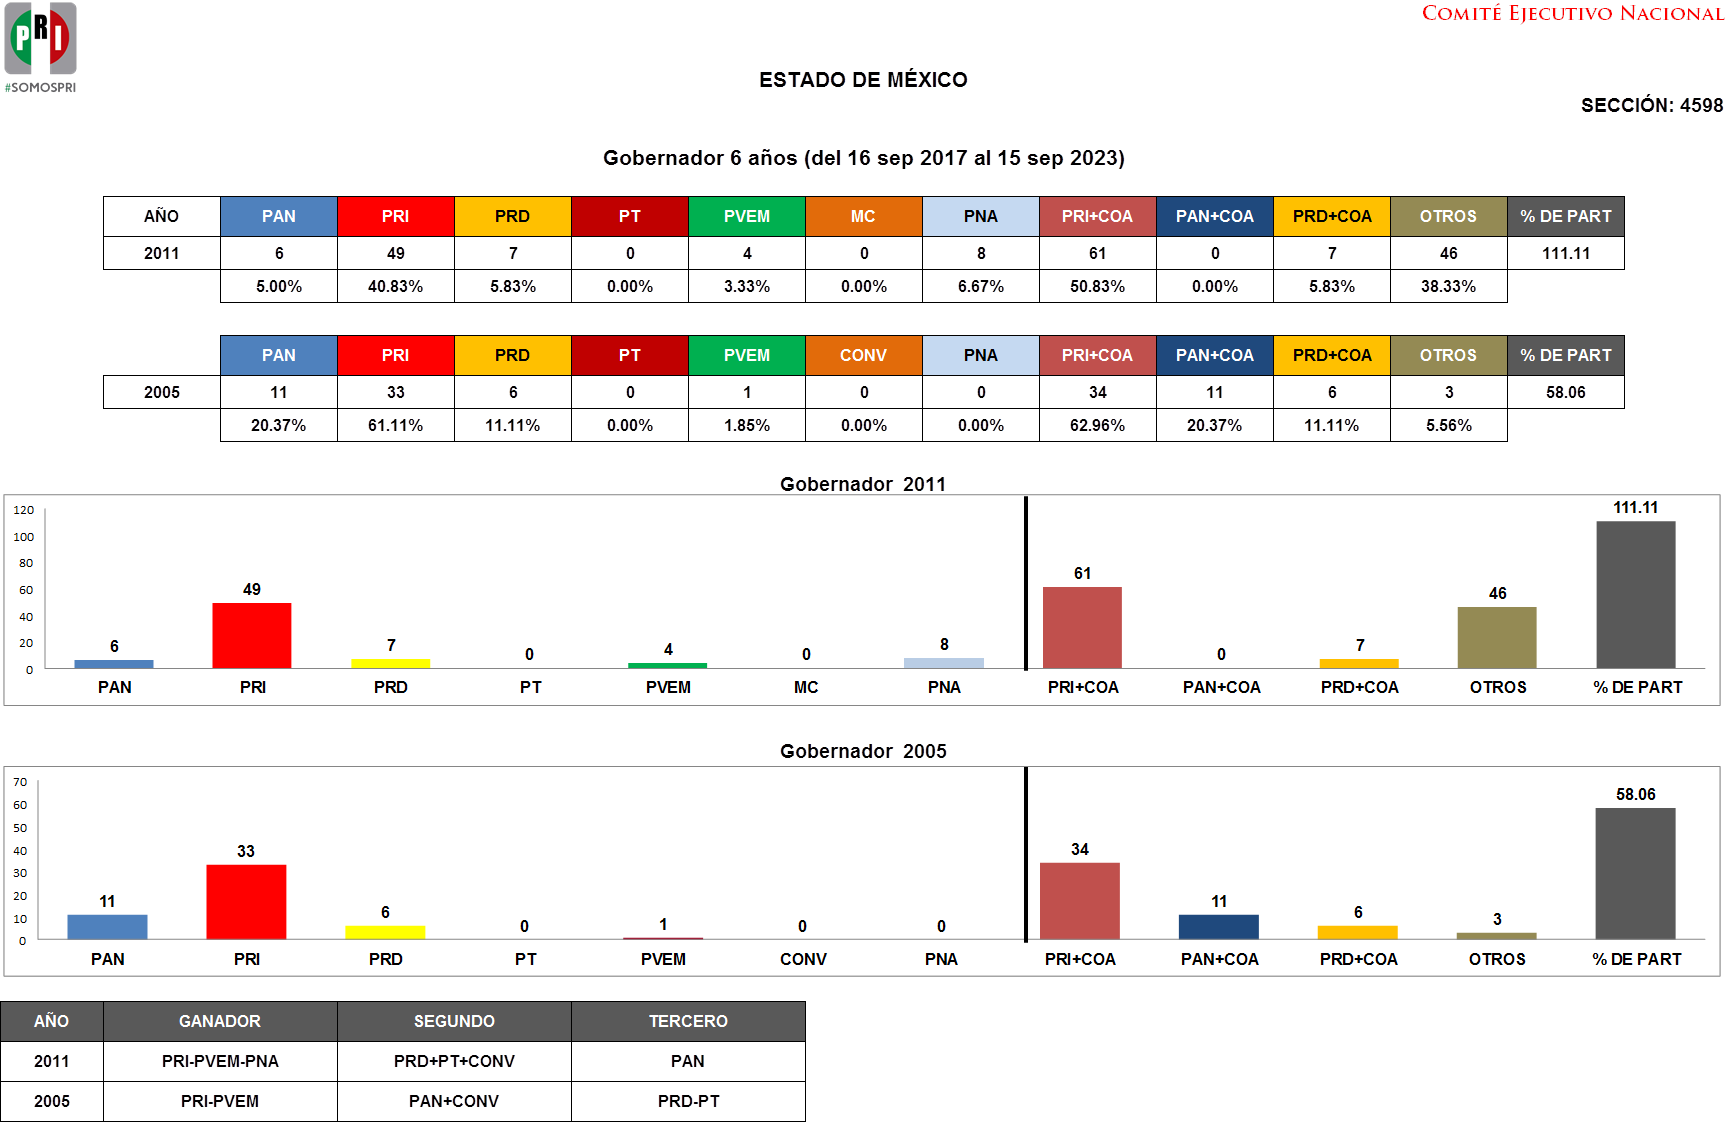 PRI
#SOMOSPRI
COMITÉ EJECUTIVO NACIONAL
ESTADO DE MÉXICO
SECCIÓN: 4598
Gobernador 6 años (del 16 sep 2017 al 15 sep 2023)
AÑO PAN PRI PRD PT PVEM MC PNA PRI+COA PAN+COA PRD+COA OTROS % DE PART
2011 6 49 7 0 4 0 8 61 0 7 46 111.11
5.00% 40.83% 5.83% 0.00% 3.33% 0.00% 6.67% 50.83% 0.00% 5.83% 38.33%
PAN PRI PRD PT PVEM CONV PNA PRI+COA PAN+COA PRD+COA OTROS % DE PART
2005 11 33 6 0 1 0 0 34 11 6 3 58.06
20.37% 61.11% 11.11% 0.00% 1.85% 0.00% 0.00% 62.96% 20.37% 11.11% 5.56%
Gobernador 2011
120
100
80
60
40
20
0
6 49 7 0 4 0 8 61 0 7 46 111.11
PAN PRI PRD PT PVEM MC PNA PRI+COA PAN+COA PRD+COA OTROS % DE PART
Gobernador 2005
70
60
50
40
30
20
10
0
11 33 6 0 1 0 0 34 11 6 3 58.06
PAN PRI PRD PT PVEM CONV PNA PRI+COA PAN+COA PRD+COA OTROS % DE PART
AÑO GANADOR SEGUNDO TERCERO
2011 PRI-PVEM-PNA PRD+PT+CONV PAN
2005 PRI-PVEM PAN+CONV PRD-PT